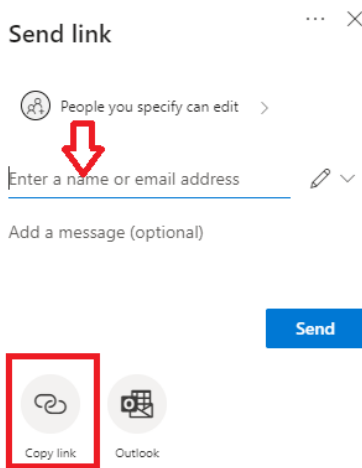 Send link
People you specify can edit
Enter a name or email address
Add a message (optional)
Send
Copy link
Outlook